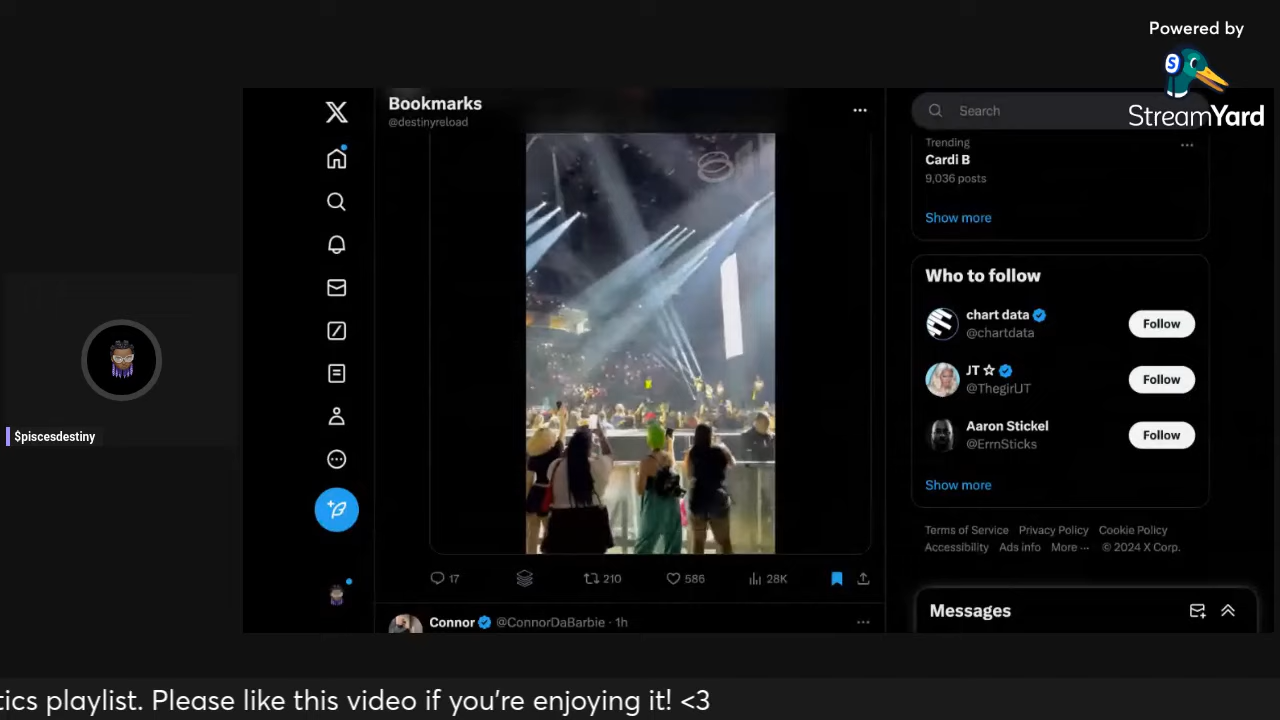 Powered by
StreamYard
Bookmarks
@destinyreload
Search
Trending
Cardi B
9,036 posts
Show more
Who to follow
chart data
@chartdata
Follow
JT ☆
@ThegirlJT
Follow
Aaron Stickel
@ErrnSticks
Follow
Show more
Terms of Service Privacy Policy Cookie Policy
Accessibility Ads info More ··· © 2024 X Corp.
$piscesdestiny
17 210 586 28K
Connor @ConnorDaBarbie · 1h
Messages
tics playlist. Please like this video if you're enjoying it! <3